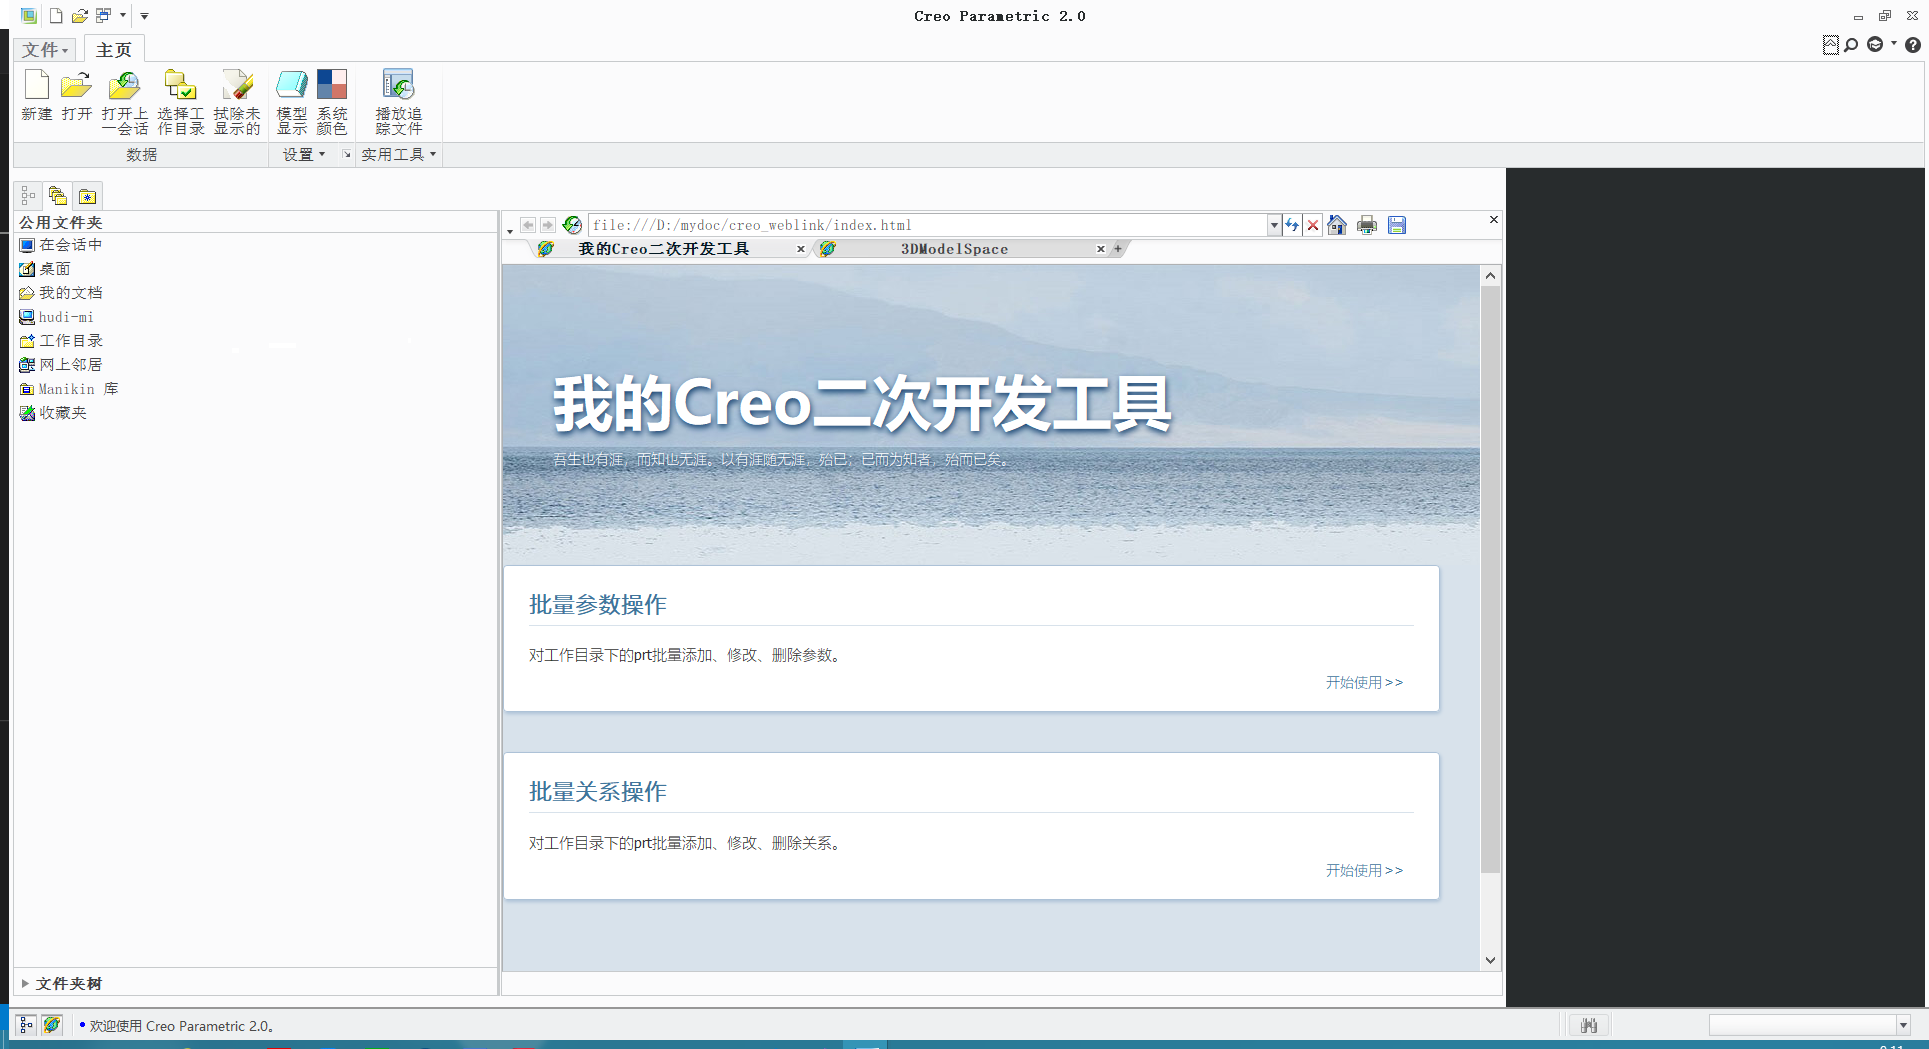 Creo Parametric 2.0
文件
主页
新建
打开
打开上一会话
选择工作目录
拭除未显示的
模型显示
系统颜色
播放追踪文件
数据
设置
实用工具
公用文件夹
在会话中
桌面
我的文档
hudi-mi
工作目录
网上邻居
Manikin 库
收藏夹
文件夹树
file:///D:/mydoc/creo_weblink/index.html
我的Creo二次开发工具
3DModelSpace
我的Creo二次开发工具
吾生也有涯，而知也无涯。以有涯随无涯，殆已；已而为知者，殆而已矣。
批量参数操作
对工作目录下的prt批量添加、修改、删除参数。
开始使用 >>
批量关系操作
对工作目录下的prt批量添加、修改、删除关系。
开始使用 >>
欢迎使用 Creo Parametric 2.0。